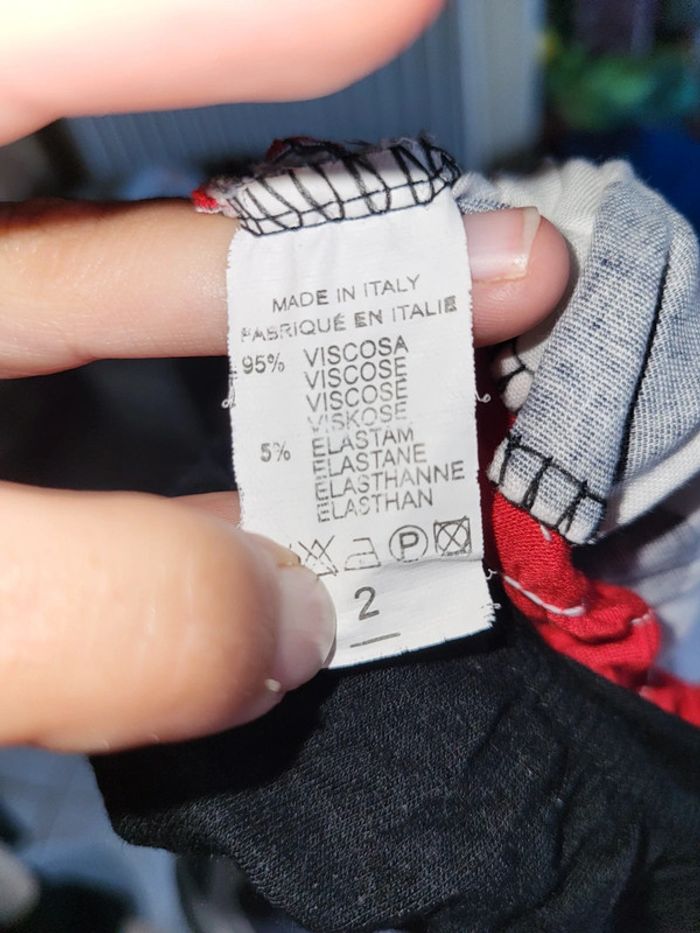 MADE IN ITALY
FABRIQUÉ EN ITALIE
95% VISCOSA
VISCOSE
VISCOSE
VISKOSE
5% ELASTAM
ELASTANE
ELASTHANNE
ELASTHAN
P
2